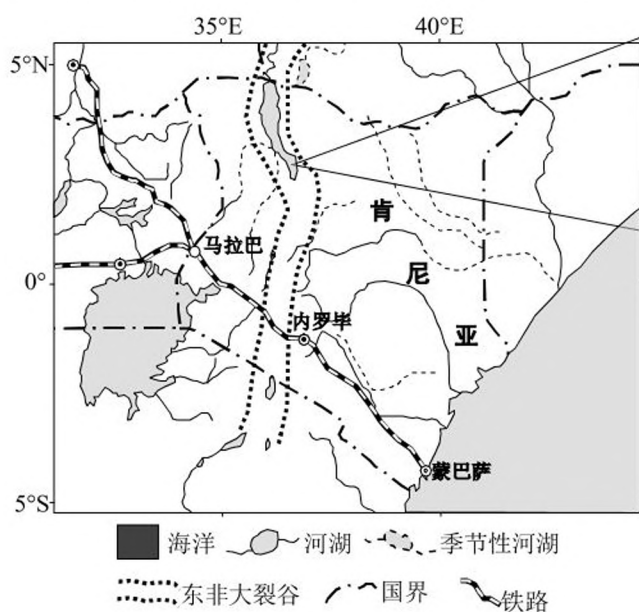 35°E 40°E
5°N
肯
马拉巴
尼
0°
内罗毕
亚
蒙巴萨
5°S
海洋 河湖 季节性河湖
东非大裂谷 国界 铁路